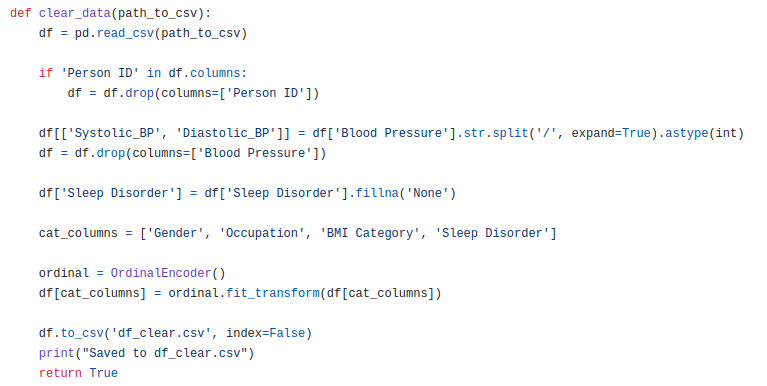 def clear_data(path_to_csv):
    df = pd.read_csv(path_to_csv)

    if 'Person ID' in df.columns:
        df = df.drop(columns=['Person ID'])

    df[['Systolic_BP', 'Diastolic_BP']] = df['Blood Pressure'].str.split('/', expand=True).astype(int)
    df = df.drop(columns=['Blood Pressure'])

    df['Sleep Disorder'] = df['Sleep Disorder'].fillna('None')

    cat_columns = ['Gender', 'Occupation', 'BMI Category', 'Sleep Disorder']

    ordinal = OrdinalEncoder()
    df[cat_columns] = ordinal.fit_transform(df[cat_columns])

    df.to_csv('df_clear.csv', index=False)
    print("Saved to df_clear.csv")
    return True